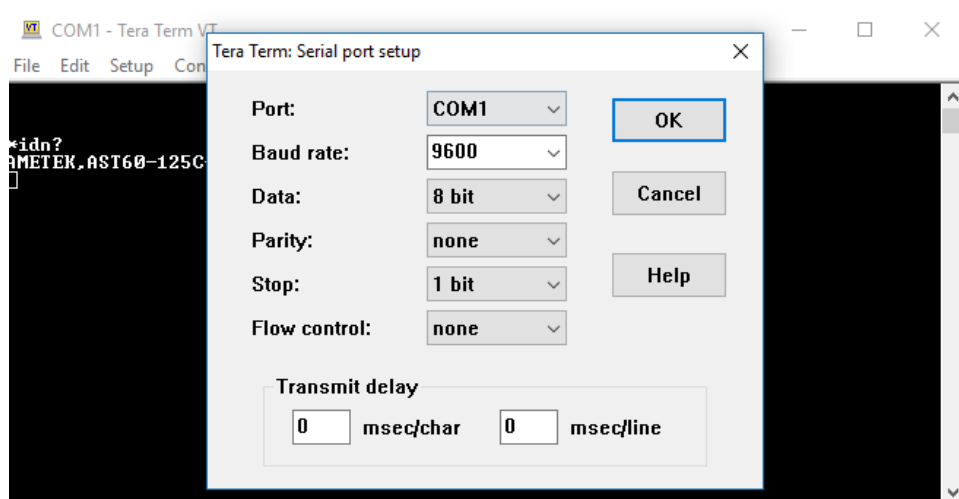 COM1 - Tera Term VT
File Edit Setup Con
*idn?
AMETEK,AST60-125C
Tera Term: Serial port setup
Port: COM1
Baud rate: 9600
Data: 8 bit
Parity: none
Stop: 1 bit
Flow control: none
OK
Cancel
Help
Transmit delay
0 msec/char 0 msec/line